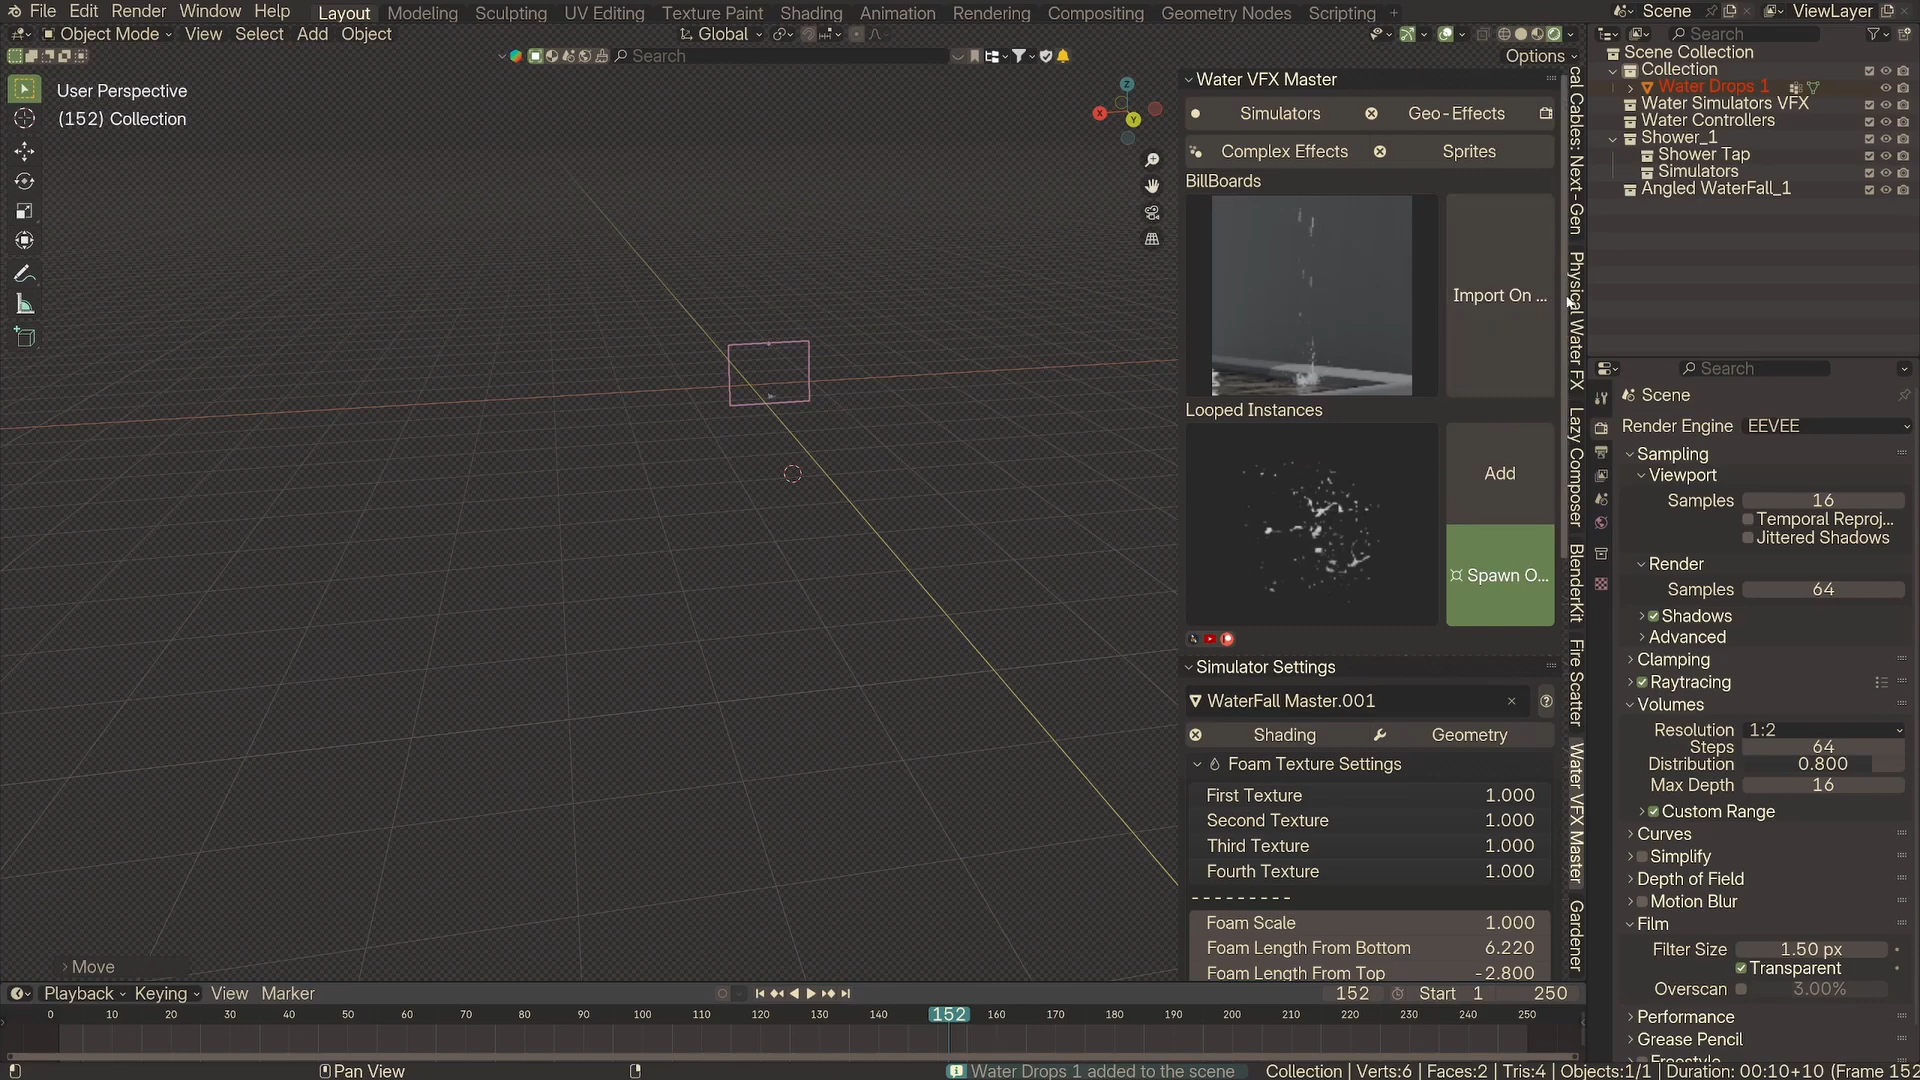 File Edit Render Window Help Layout Modeling Sculpting UV Editing Texture Paint Shading Animation Rendering Compositing Geometry Nodes Scripting + Scene ViewLayer
Object Mode View Select Add Object Global Search
Search Options
User Perspective
(152) Collection
Z
X
Y
Water VFX Master
Simulators Geo-Effects
Complex Effects Sprites
BillBoards
Import On ...
Looped Instances
Add
Spawn O...
Simulator Settings
WaterFall Master.001
Shading Geometry
Foam Texture Settings
First Texture 1.000
Second Texture 1.000
Third Texture 1.000
Fourth Texture 1.000
---------
Foam Scale 1.000
Foam Length From Bottom 6.220
Foam Length From Top -2.800
cal Cables: Next-Gen
Physical Water FX
Lazy Composer
BlenderKit
Fire Scatter
Water VFX Master
Gardener
Scene Collection
Collection
Water Drops 1
Water Simulators VFX
Water Controllers
Shower_1
Shower Tap
Simulators
Angled WaterFall_1
Search
Scene
Render Engine EEVEE
Sampling
Viewport
Samples 16
Temporal Reproj...
Jittered Shadows
Render
Samples 64
Shadows
Advanced
Clamping
Raytracing
Volumes
Resolution 1:2
Steps 64
Distribution 0.800
Max Depth 16
Custom Range
Curves
Simplify
Depth of Field
Motion Blur
Film
Filter Size 1.50 px
Transparent
Overscan 3.00%
Performance
Grease Pencil
Freestyle
Move
Playback Keying View Marker 152 Start 1 250
0 10 20 30 40 50 60 70 80 90 100 110 120 130 140 152 160 170 180 190 200 210 220 230 240 250
Pan View Water Drops 1 added to the scene Collection | Verts:6 | Faces:2 | Tris:4 | Objects:1/1 | Duration: 00:10+10 (Frame 152